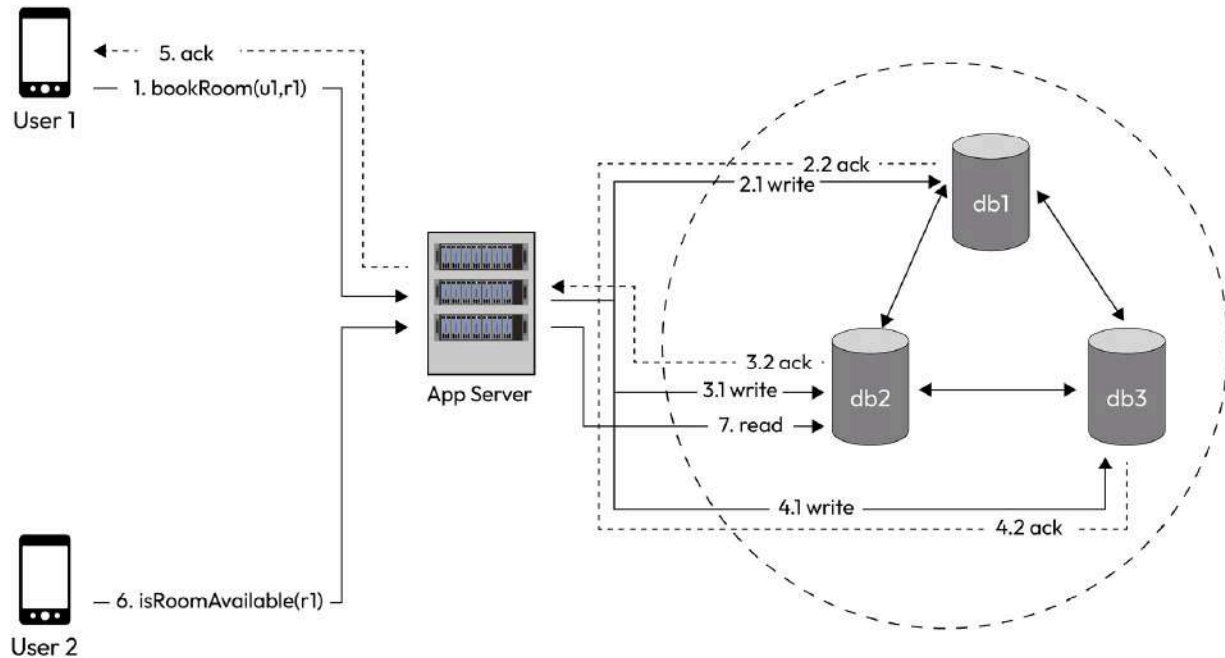 5. ack
1. bookRoom(u1,r1)
User 1
2.2 ack
2.1 write
db1
App Server
3.2 ack
3.1 write
7. read
db2
db3
4.1 write
4.2 ack
6. isRoomAvailable(r1)
User 2